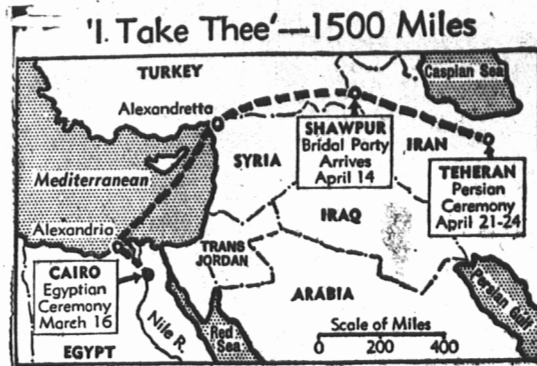 'I Take Thee'—1500 Miles
TURKEY
Caspian Sea
Alexandretta
SHAWPUR
Bridal Party
Arrives
April 14
IRAN
SYRIA
TEHERAN
Persian
Ceremony
April 21-24
Mediterranean
Alexandria
IRAQ
TRANS
JORDAN
CAIRO
Egyptian
Ceremony
March 16
ARABIA
Persian Gulf
Nile R.
Red
Sea
Scale of Miles
0 200 400
EGYPT